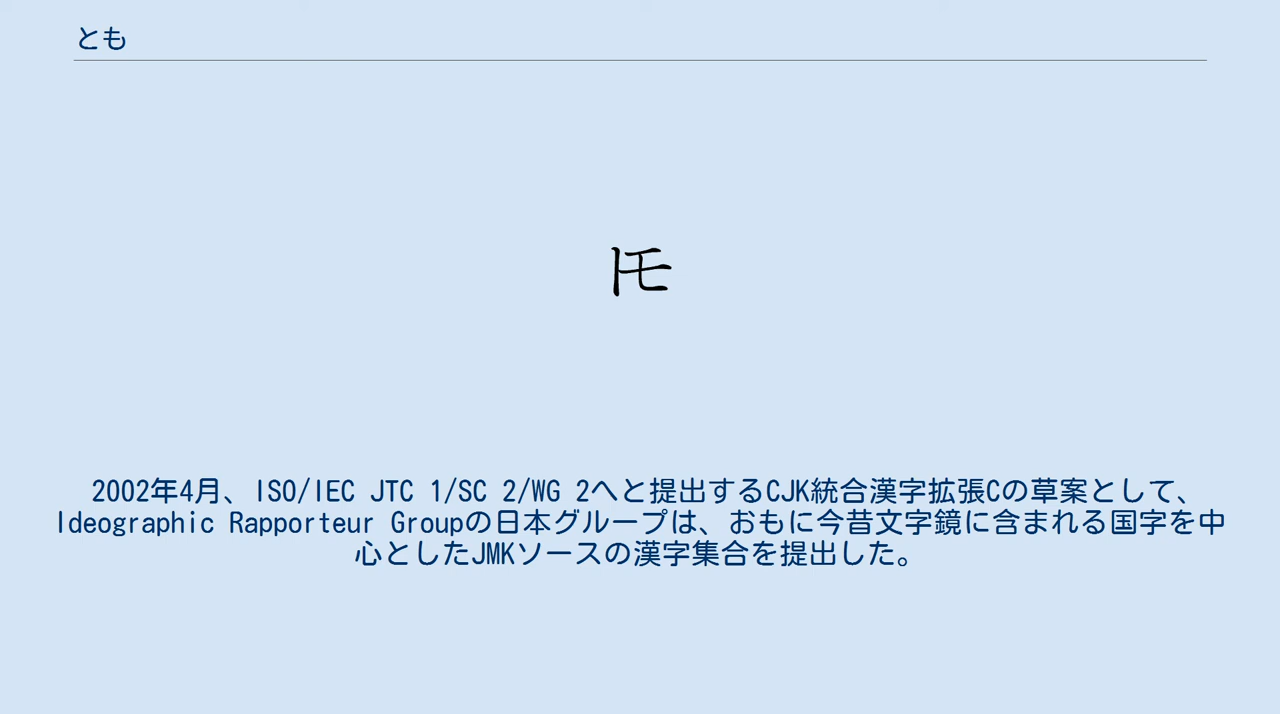 とも
𪜈
2002年4月、ISO/IEC JTC 1/SC 2/WG 2へと提出するCJK統合漢字拡張Cの草案として、
Ideographic Rapporteur Groupの日本グループは、おもに今昔文字鏡に含まれる国字を中
心としたJMKソースの漢字集合を提出した。